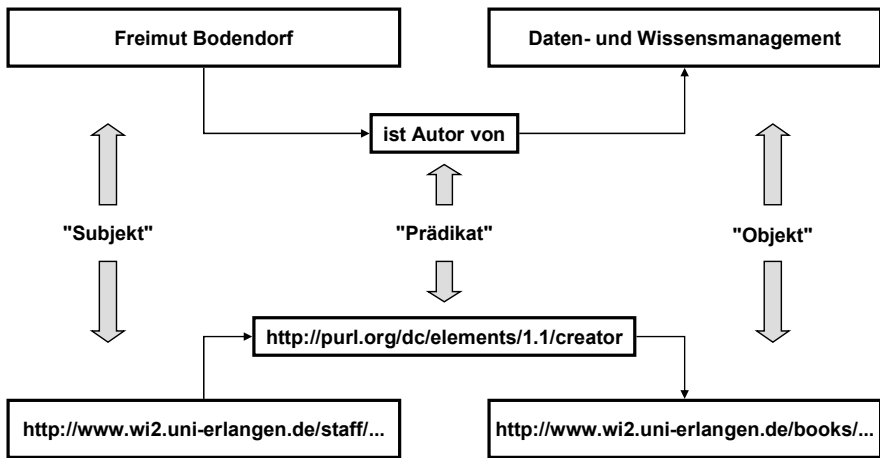 Freimut Bodendorf
Daten- und Wissensmanagement
ist Autor von
"Subjekt"
"Prädikat"
"Objekt"
http://purl.org/dc/elements/1.1/creator
http://www.wi2.uni-erlangen.de/staff/...
http://www.wi2.uni-erlangen.de/books/...